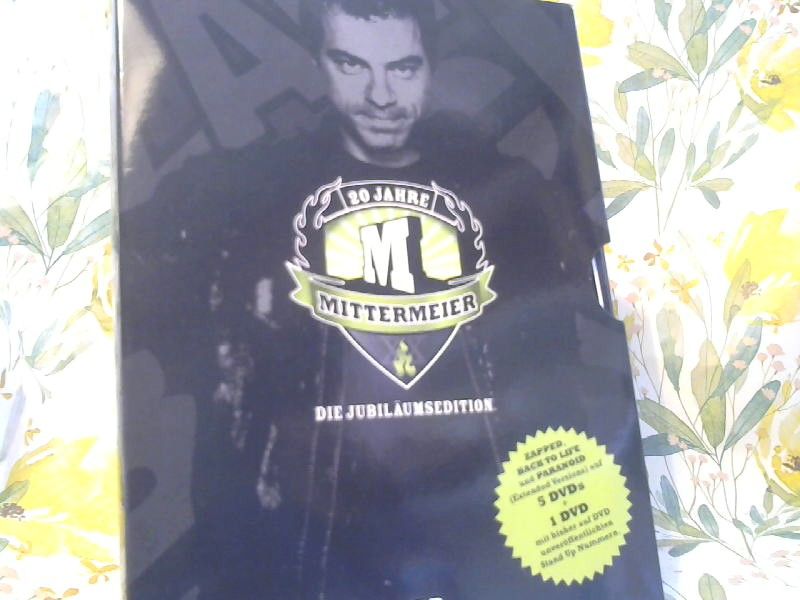 20 JAHRE
M
MITTERMEIER
DIE JUBILÄUMSEDITION
ZAPPED,
BACK TO LIFE
und PARANOID
(Extended Versions) auf
5 DVDs
+
1 DVD
mit bisher auf DVD
unveröffentlichten
Stand Up Nummern.